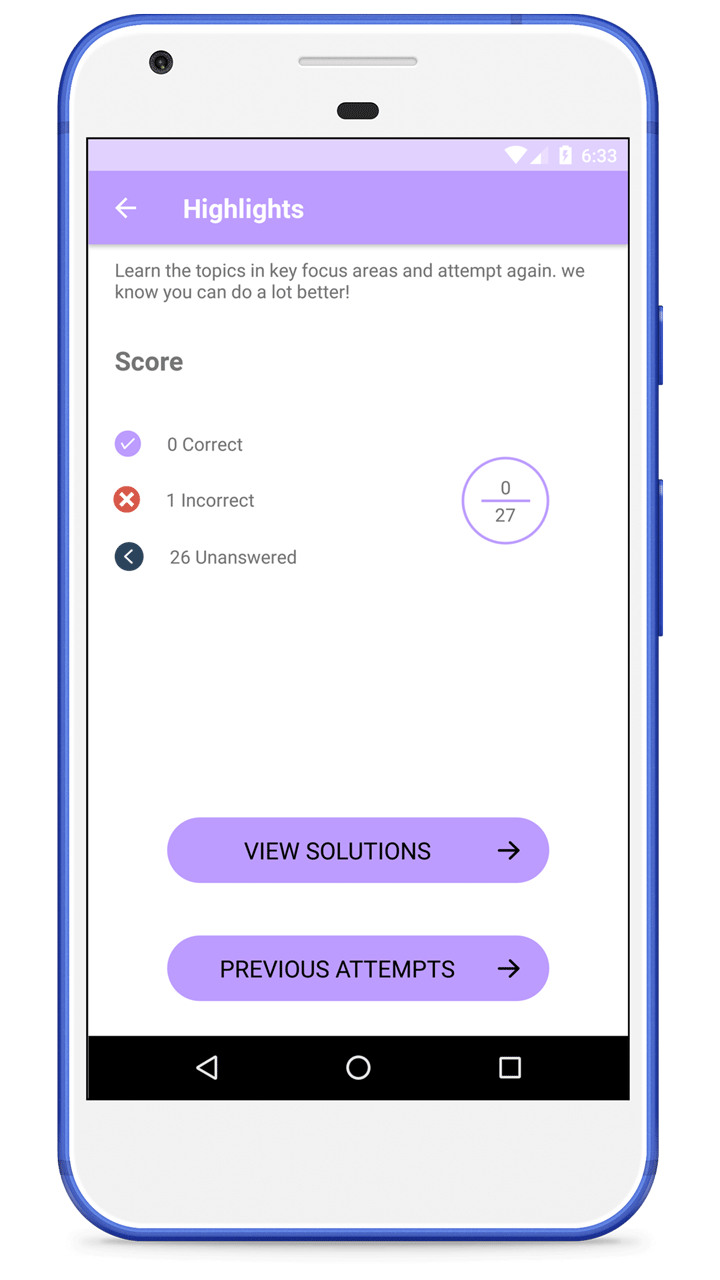 6:33
Highlights
Learn the topics in key focus areas and attempt again. we
know you can do a lot better!
Score
0 Correct
1 Incorrect
26 Unanswered
0
27
VIEW SOLUTIONS
PREVIOUS ATTEMPTS